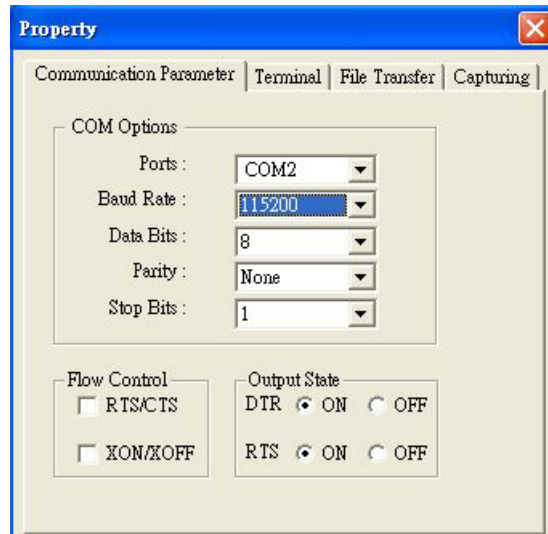 Property
Communication Parameter Terminal File Transfer Capturing
COM Options
Ports : COM2
Baud Rate : 115200
Data Bits : 8
Parity : None
Stop Bits : 1
Flow Control
RTS/CTS
XON/XOFF
Output State
DTR ON OFF
RTS ON OFF